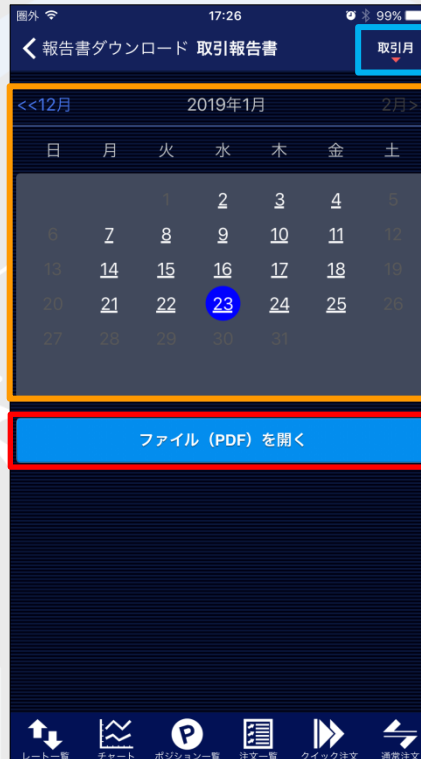 圏外 17:26 99%
報告書ダウンロード 取引報告書 取引月
<<12月 2019年1月 2月>
日 月 火 水 木 金 土
1 2 3 4 5
6 7 8 9 10 11 12
13 14 15 16 17 18 19
20 21 22 23 24 25 26
27 28 29 30 31
ファイル（PDF）を開く
P
レート一覧 チャート ポジション一覧 注文一覧 クイック注文 通常注文